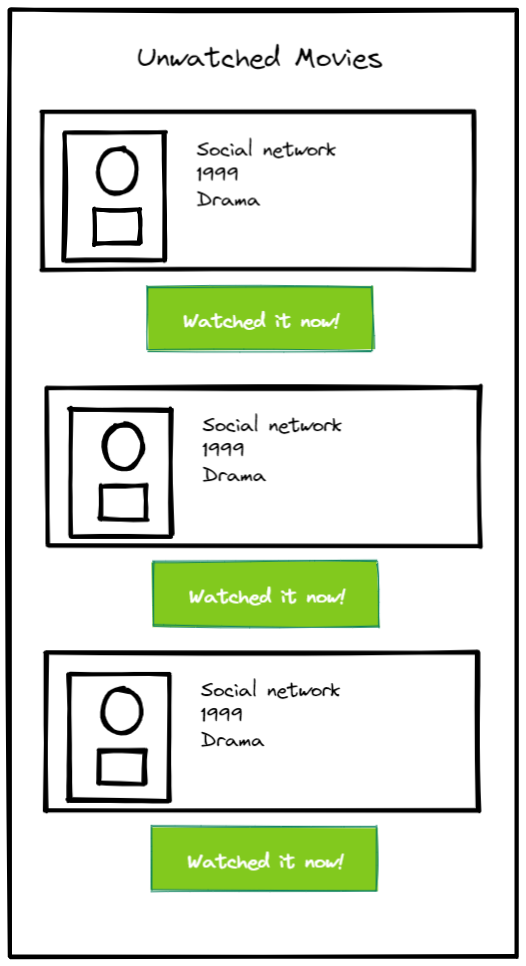 Unwatched Movies
Social network
1999
Drama
Watched it now!
Social network
1999
Drama
Watched it now!
Social network
1999
Drama
Watched it now!